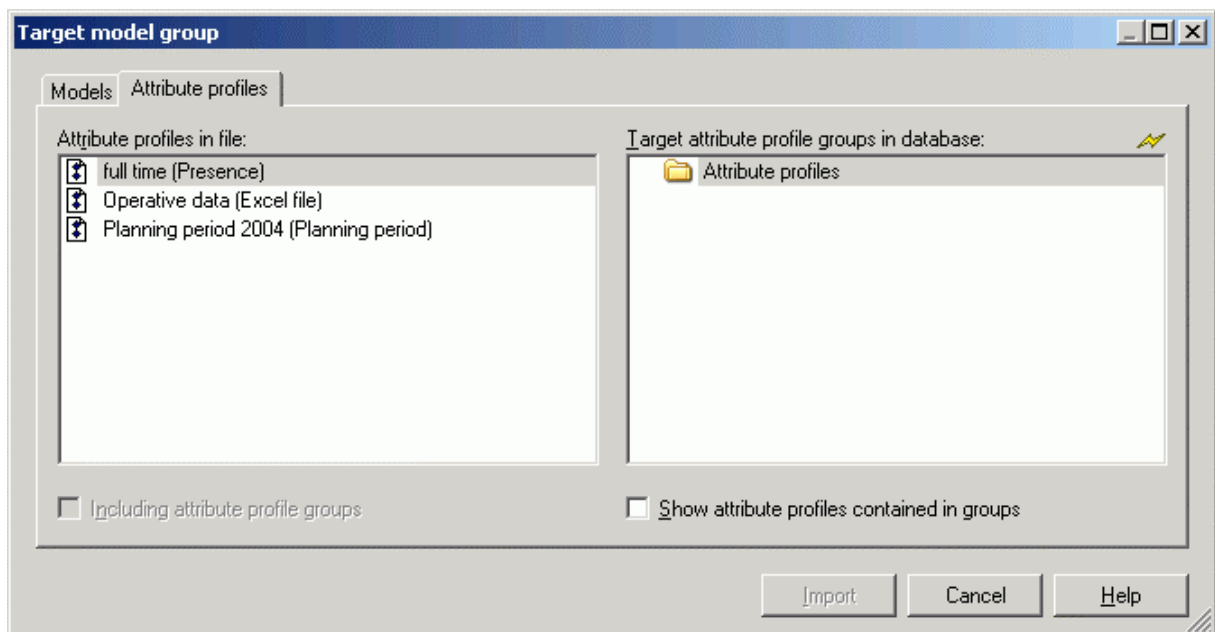 Target model group
Models
Attribute profiles
Attribute profiles in file:
full time (Presence)
Operative data (Excel file)
Planning period 2004 (Planning period)
Target attribute profile groups in database:
Attribute profiles
Including attribute profile groups
Show attribute profiles contained in groups
Import
Cancel
Help